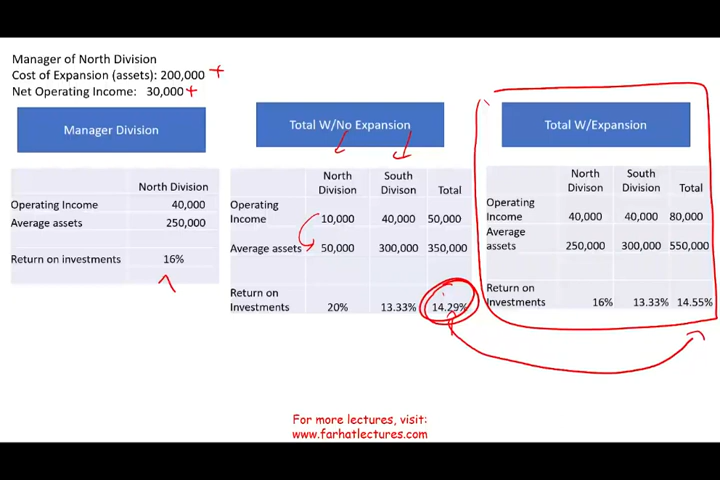 Manager of North Division
Cost of Expansion (assets): 200,000 +
Net Operating Income: 30,000 +
Manager Division
North Division
Operating Income 40,000
Average assets 250,000
Return on investments 16%
Total W/No Expansion
North South
Division Divison Total
Operating
Income 10,000 40,000 50,000
Average assets 50,000 300,000 350,000
Return on
Investments 20% 13.33% 14.29%
Total W/Expansion
North South
Divison Division Total
Operating
Income 40,000 40,000 80,000
Average
assets 250,000 300,000 550,000
Return on
Investments 16% 13.33% 14.55%
For more lectures, visit:
www.farhatlectures.com